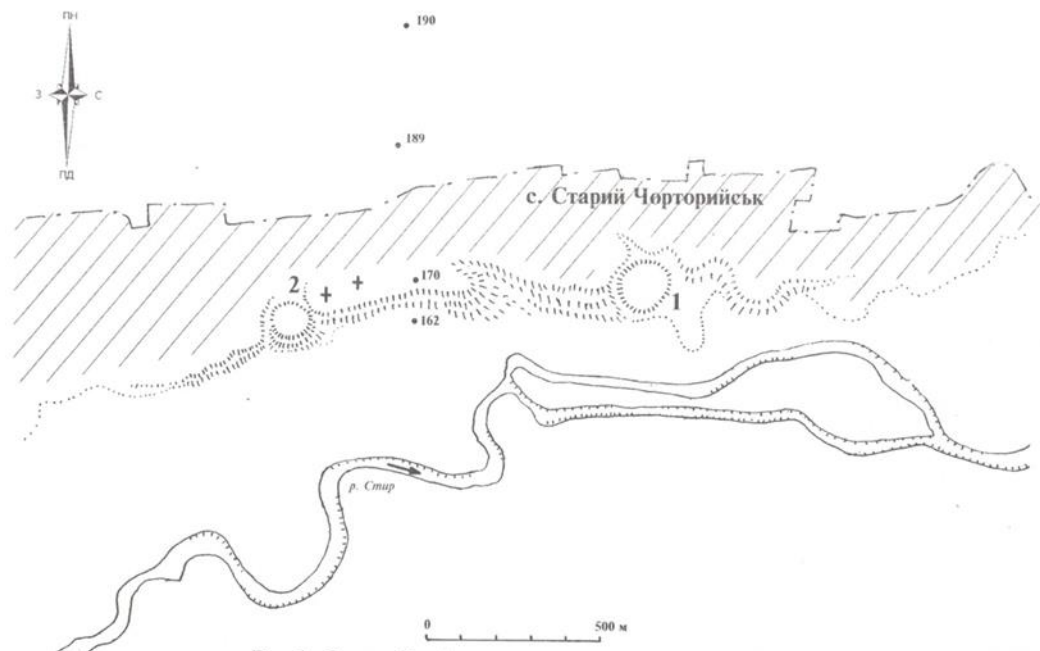 ПН
190
З С
ПД
189
с. Старий Чорторийськ
2
170
1
162
р. Стир
0 500 м